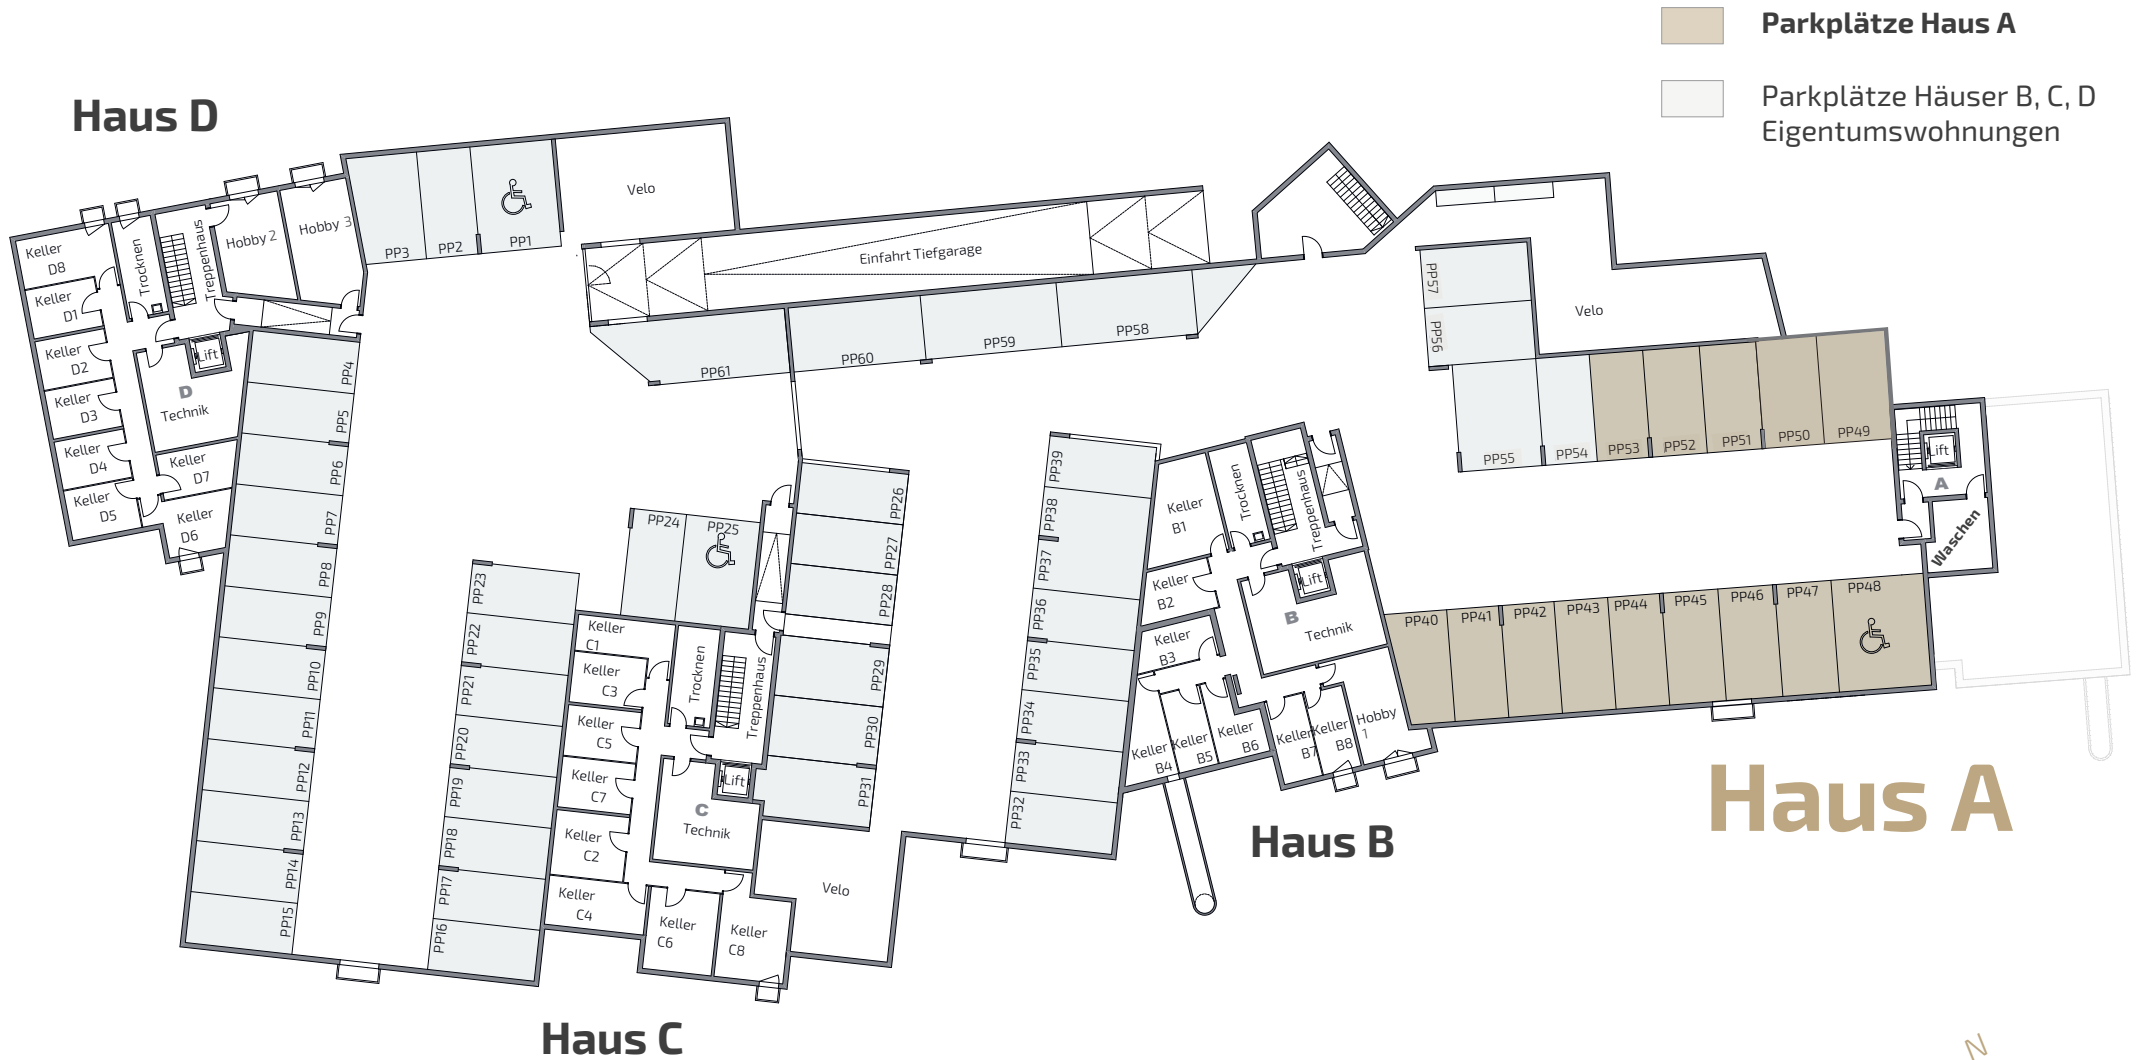 Parkplätze Haus A
Parkplätze Häuser B, C, D
Eigentumswohnungen
Haus D
Keller
D8
Keller
D1
Keller
D2
Keller
D3
Keller
D4
Keller
D5
Keller
D6
Keller
D7
Trocknen
Treppenhaus
Hobby 2
Hobby 3
Lift
D
Technik
PP3
PP2
PP1
Velo
Einfahrt Tiefgarage
PP61
PP60
PP59
PP58
PP4
PP5
PP6
PP7
PP8
PP9
PP10
PP11
PP12
PP13
PP14
PP15
PP23
PP22
PP21
PP20
PP19
PP18
PP17
PP16
PP24
PP25
PP26
PP27
PP28
PP29
PP30
PP31
Keller
C1
Keller
C3
Keller
C5
Keller
C7
Keller
C2
Keller
C4
Keller
C6
Keller
C8
Trocknen
Treppenhaus
Lift
C
Technik
Velo
Haus C
PP39
PP38
PP37
PP36
PP35
PP34
PP33
PP32
Keller
B1
Keller
B2
Keller
B3
Keller
B4
Keller
B5
Keller
B6
Keller
B7
Keller
B8
Hobby
1
Trocknen
Treppenhaus
Lift
B
Technik
Haus B
PP57
PP56
Velo
PP55
PP54
PP53
PP52
PP51
PP50
PP49
Lift
A
Waschen
PP40
PP41
PP42
PP43
PP44
PP45
PP46
PP47
PP48
Haus A
N